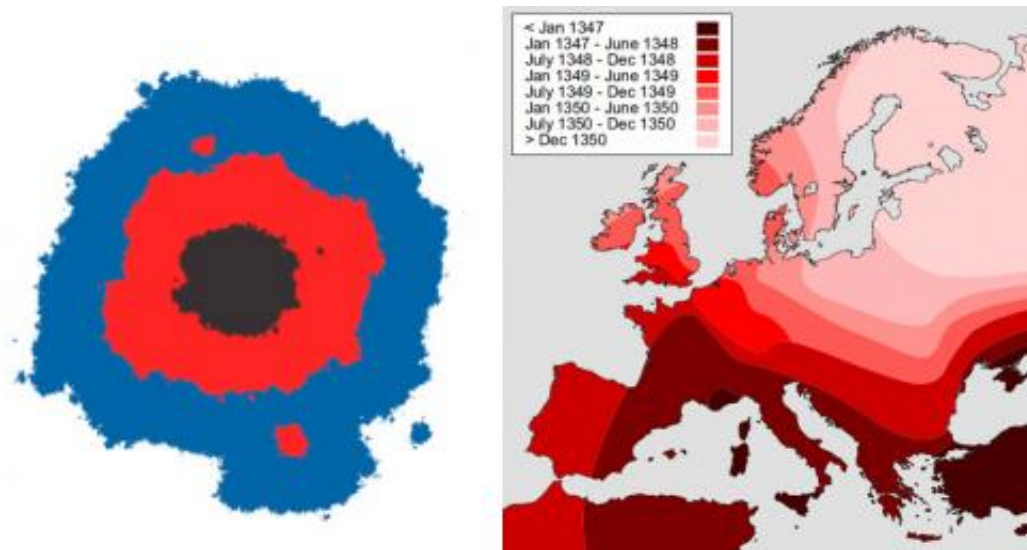 < Jan 1347
Jan 1347 - June 1348
July 1348 - Dec 1348
Jan 1349 - June 1349
July 1349 - Dec 1349
Jan 1350 - June 1350
July 1350 - Dec 1350
> Dec 1350